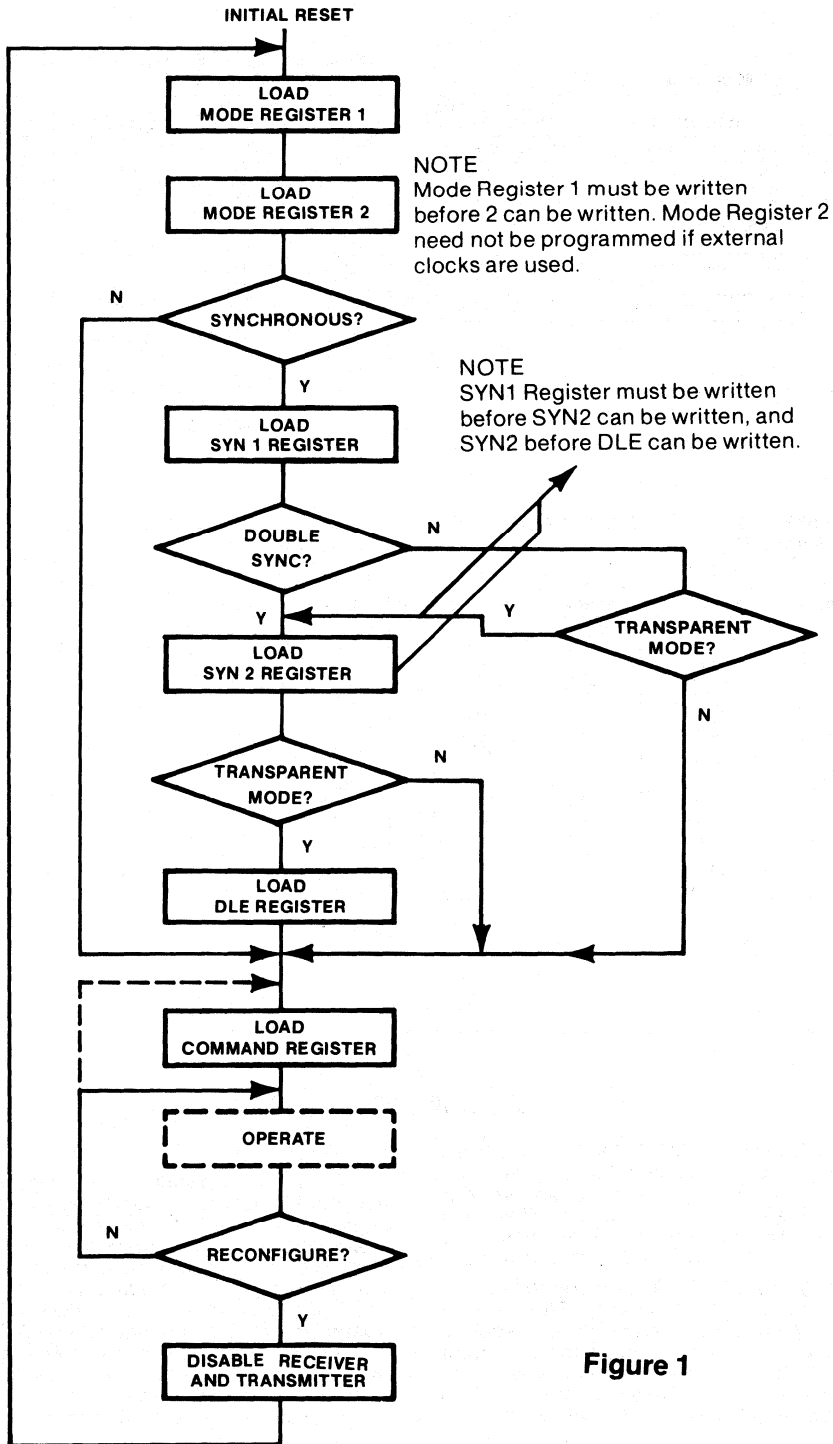 INITIAL RESET
LOAD
MODE REGISTER 1
LOAD
MODE REGISTER 2
NOTE
Mode Register 1 must be written
before 2 can be written. Mode Register 2
need not be programmed if external
clocks are used.
N
SYNCHRONOUS?
Y
NOTE
SYN1 Register must be written
before SYN2 can be written, and
SYN2 before DLE can be written.
LOAD
SYN 1 REGISTER
DOUBLE
SYNC?
N
Y
Y
TRANSPARENT
MODE?
LOAD
SYN 2 REGISTER
N
TRANSPARENT
MODE?
N
Y
LOAD
DLE REGISTER
LOAD
COMMAND REGISTER
OPERATE
N
RECONFIGURE?
Y
DISABLE RECEIVER
AND TRANSMITTER
Figure 1